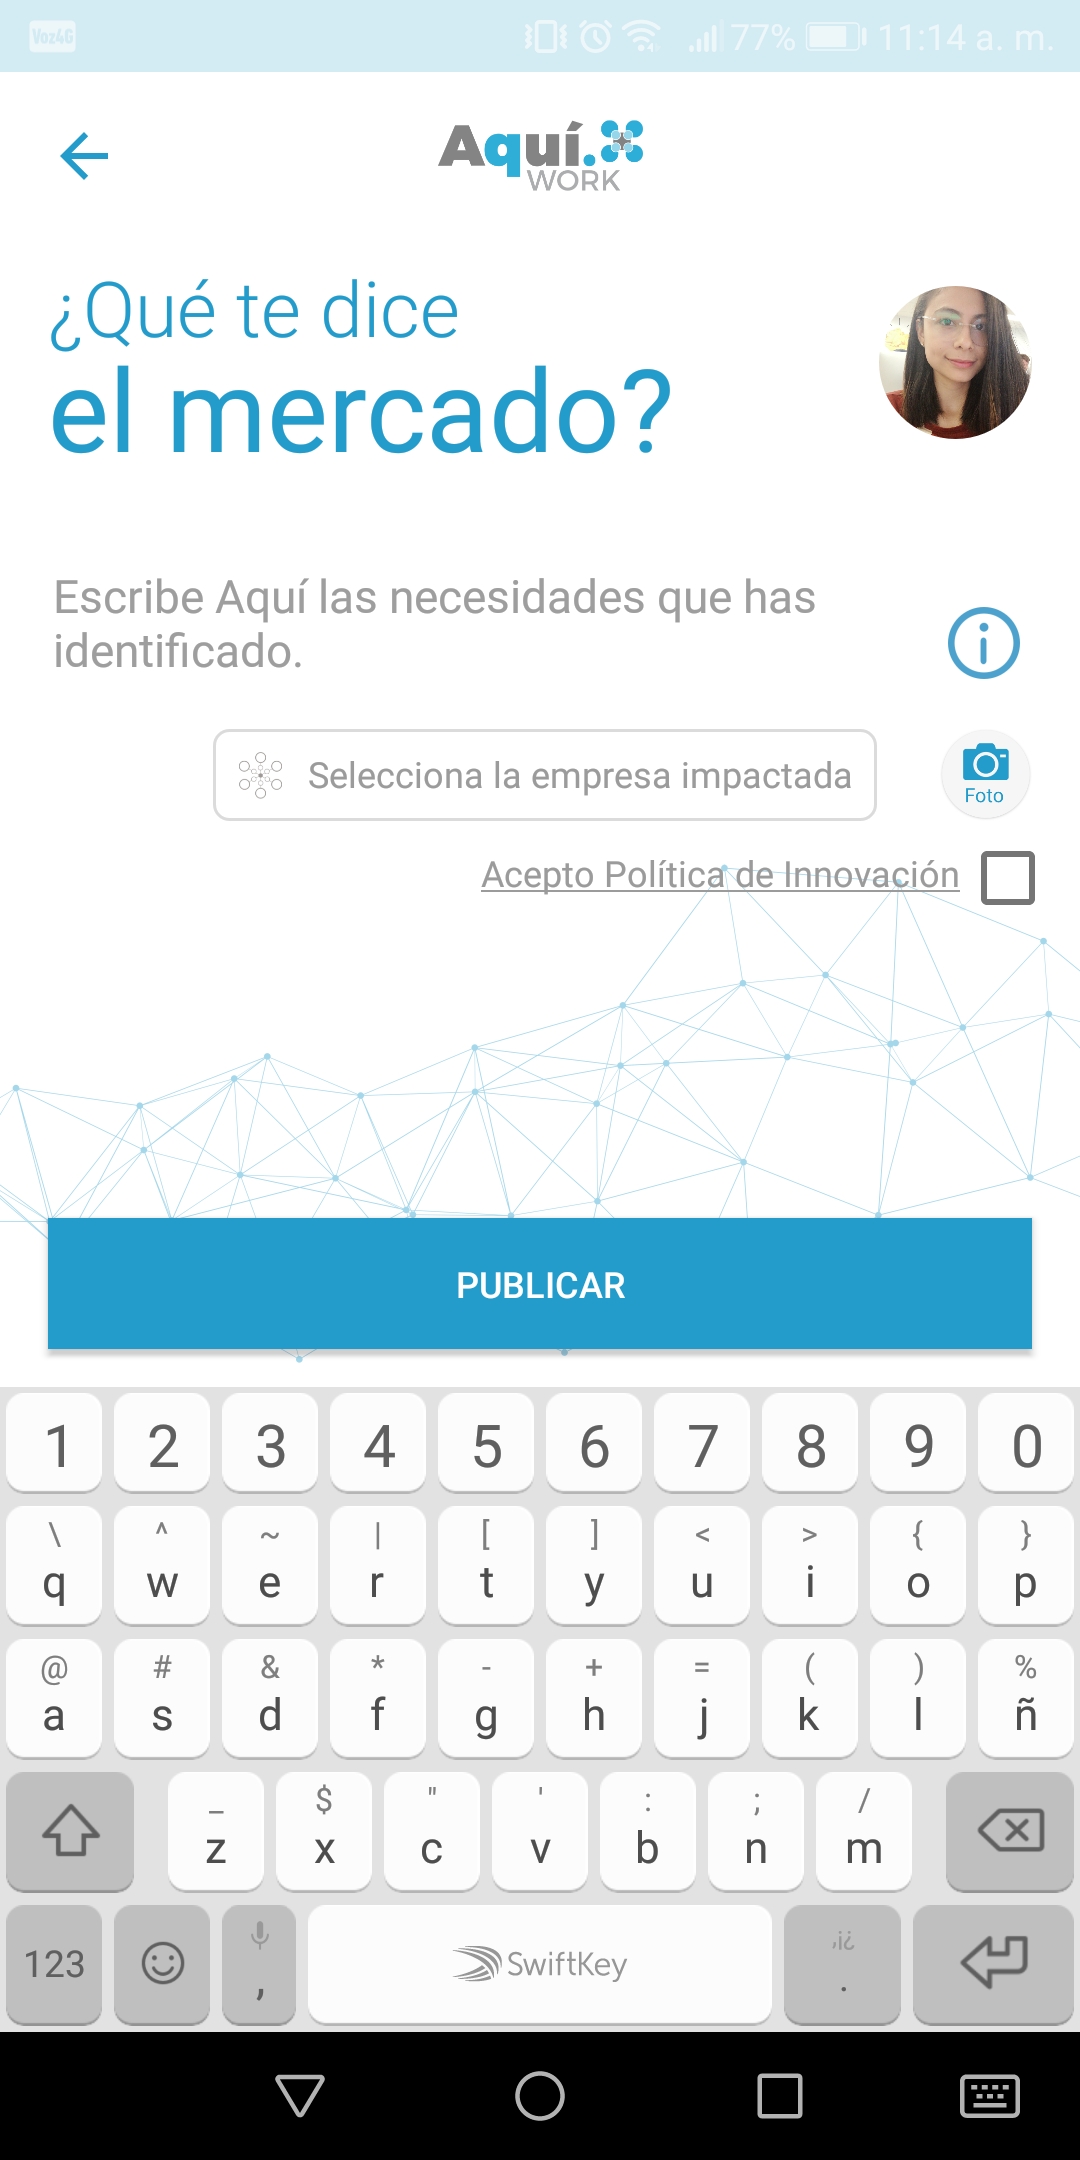 Voz4G 77% 11:14 a. m.
Aquí.
WORK
¿Qué te dice
el mercado?
Escribe Aquí las necesidades que has
identificado.
Selecciona la empresa impactada
Foto
Acepto Política de Innovación
PUBLICAR
1 2 3 4 5 6 7 8 9 0
\ ^ ~ | [ ] < > { }
q w e r t y u i o p
@ # & * - + = ( ) %
a s d f g h j k l ñ
_ $ " ' : ; /
z x c v b n m
123 , SwiftKey ,¡¿ .